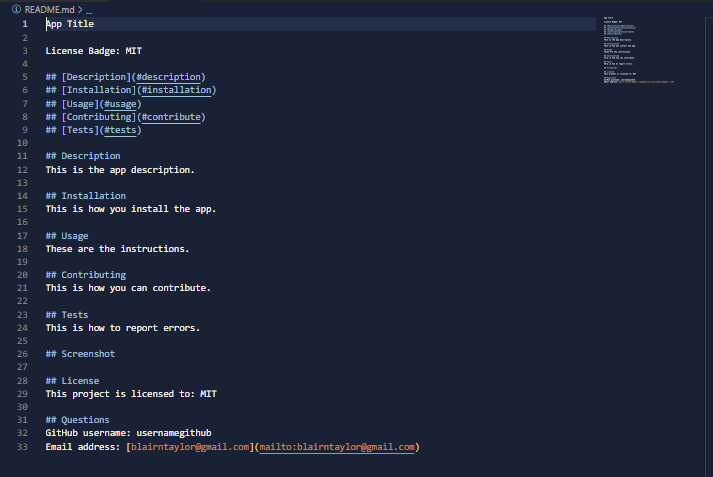 README.md > ...
1 App Title
2
3 License Badge: MIT
4
5 ## [Description](#description)
6 ## [Installation](#installation)
7 ## [Usage](#usage)
8 ## [Contributing](#contribute)
9 ## [Tests](#tests)
10
11 ## Description
12 This is the app description.
13
14 ## Installation
15 This is how you install the app.
16
17 ## Usage
18 These are the instructions.
19
20 ## Contributing
21 This is how you can contribute.
22
23 ## Tests
24 This is how to report errors.
25
26 ## Screenshot
27
28 ## License
29 This project is licensed to: MIT
30
31 ## Questions
32 GitHub username: usernamegithub
33 Email address: [blairntaylor@gmail.com](mailto:blairntaylor@gmail.com)